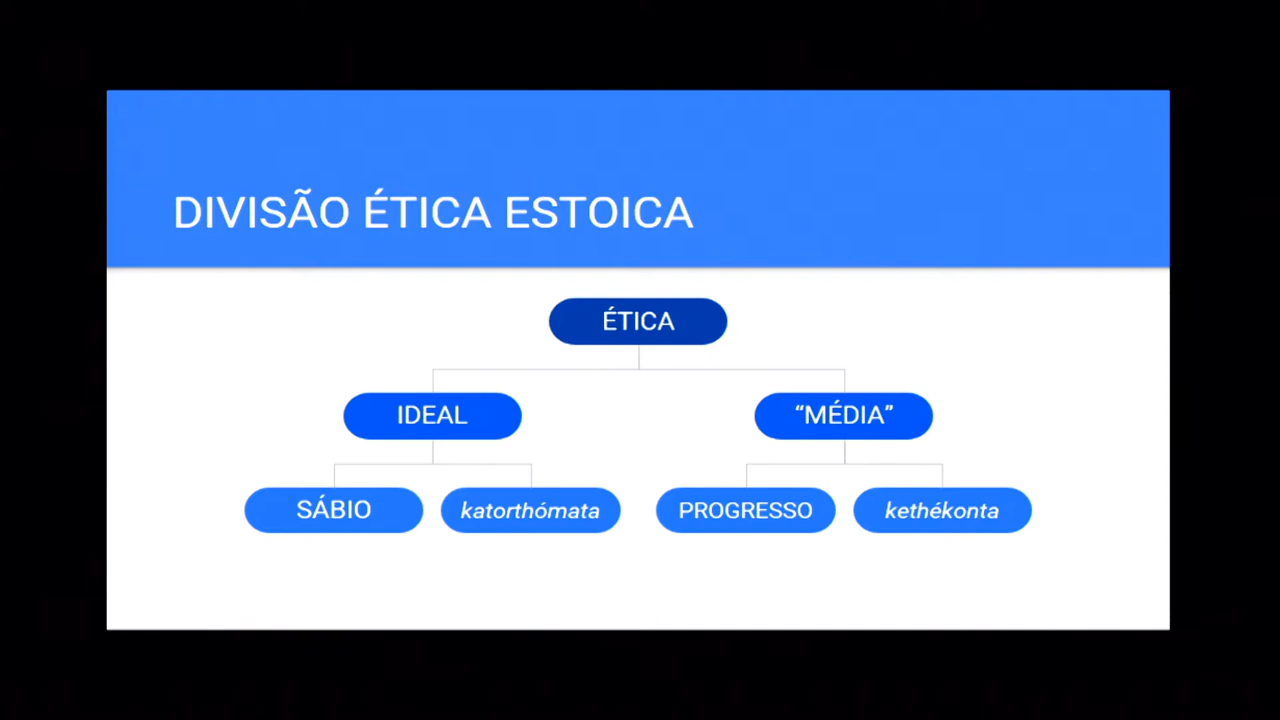 DIVISÃO ÉTICA ESTOICA
ÉTICA
IDEAL
“MÉDIA”
SÁBIO
katorthómata
PROGRESSO
kethékonta